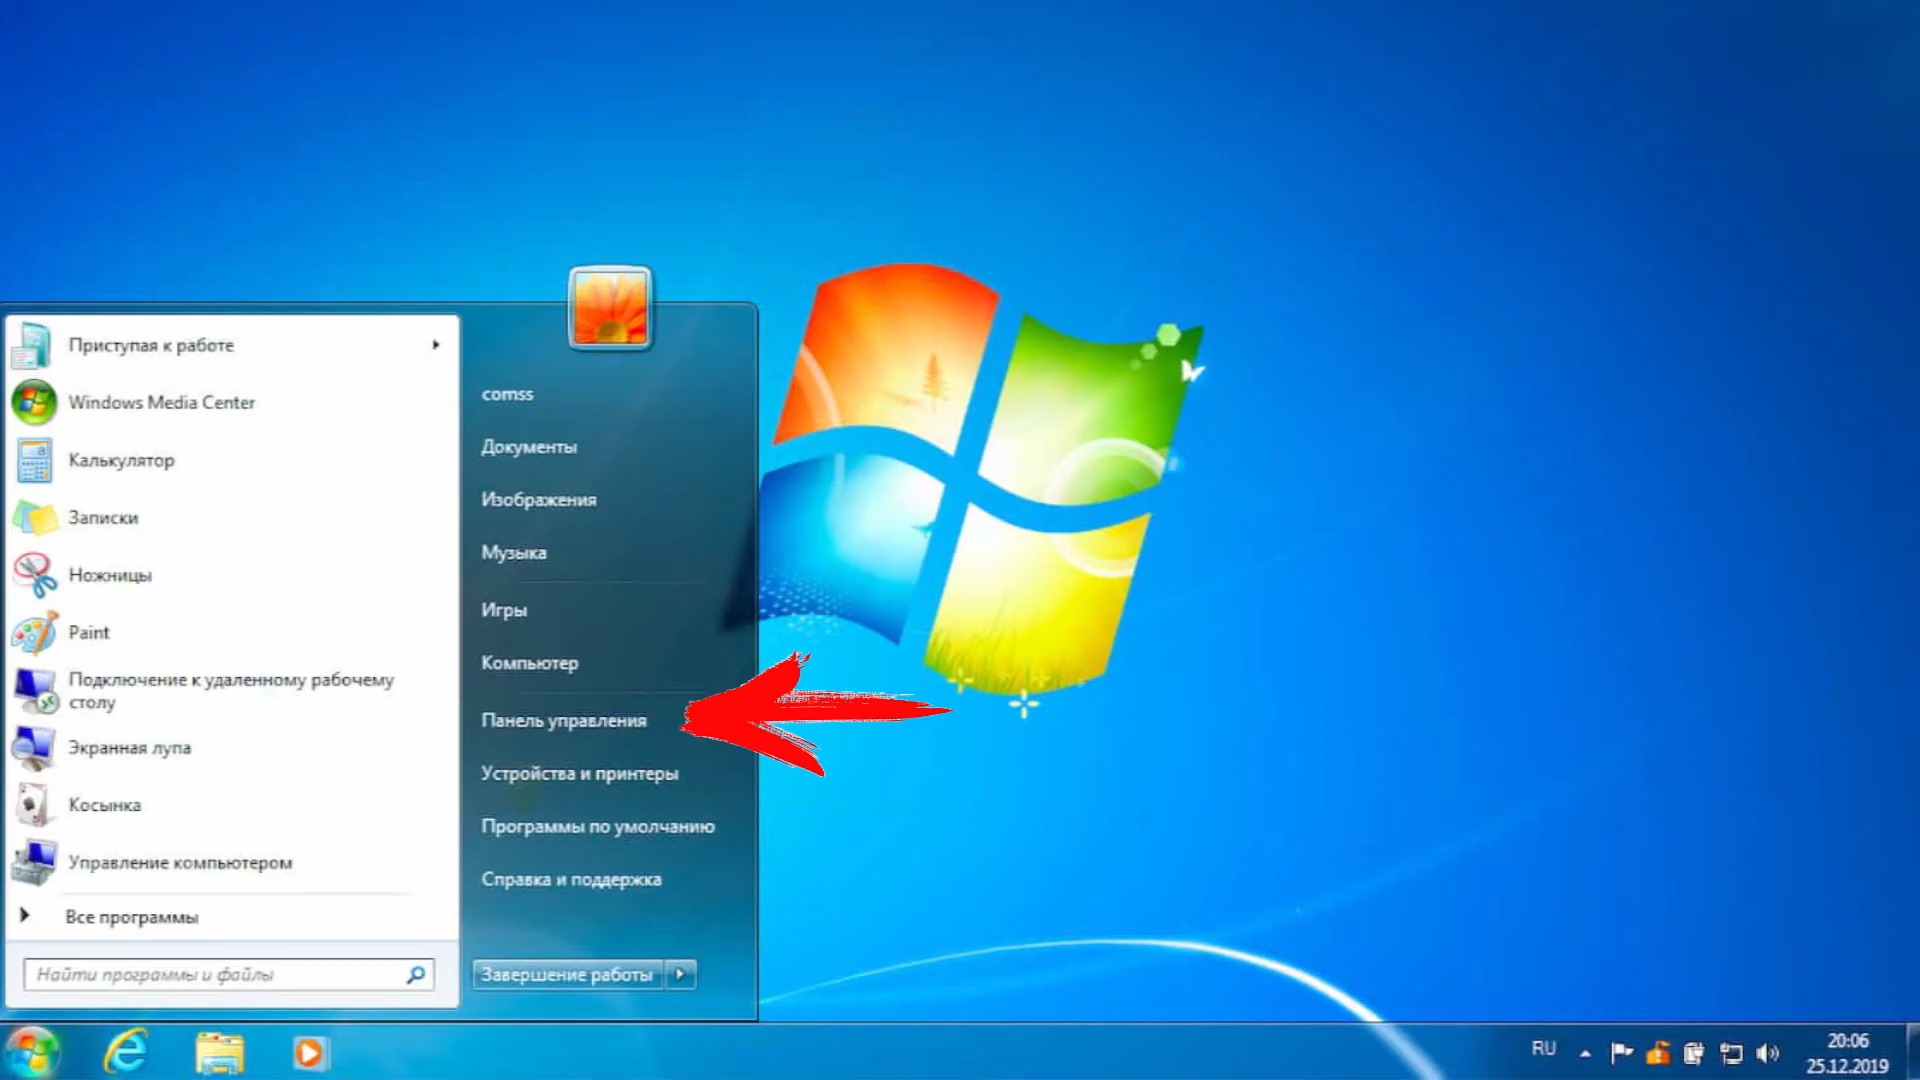 Приступая к работе
Windows Media Center
Калькулятор
Записки
Ножницы
Paint
Подключение к удаленному рабочему
столу
Экранная лупа
Косынка
Управление компьютером
Все программы
Найти программы и файлы
comss
Документы
Изображения
Музыка
Игры
Компьютер
Панель управления
Устройства и принтеры
Программы по умолчанию
Справка и поддержка
Завершение работы
RU
20:06
25.12.2019